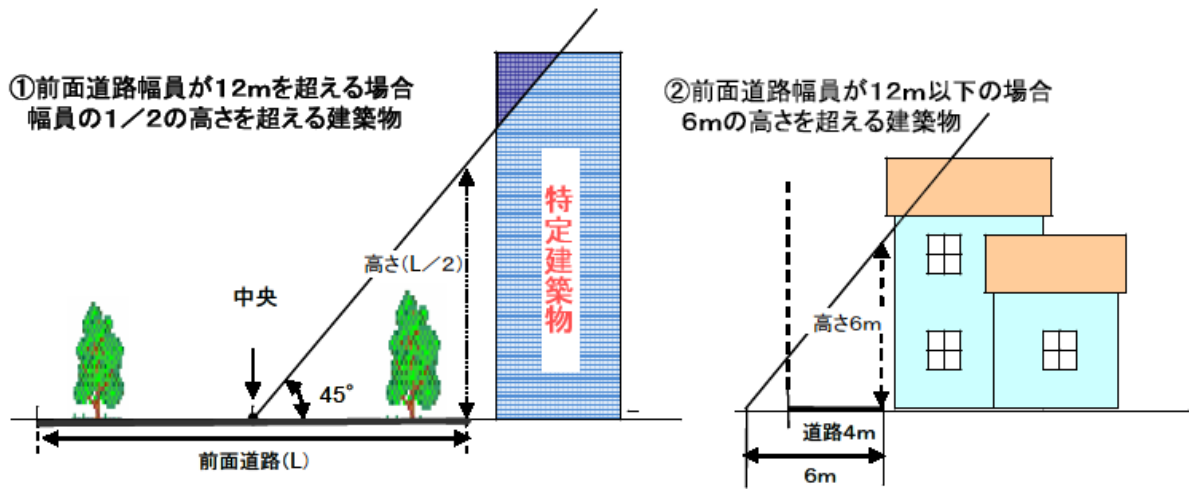 ①前面道路幅員が12mを超える場合
幅員の1/2の高さを超える建築物
特定建築物
高さ(L/2)
中央
45°
前面道路(L)
②前面道路幅員が12m以下の場合
6mの高さを超える建築物
高さ6m
道路4m
6m